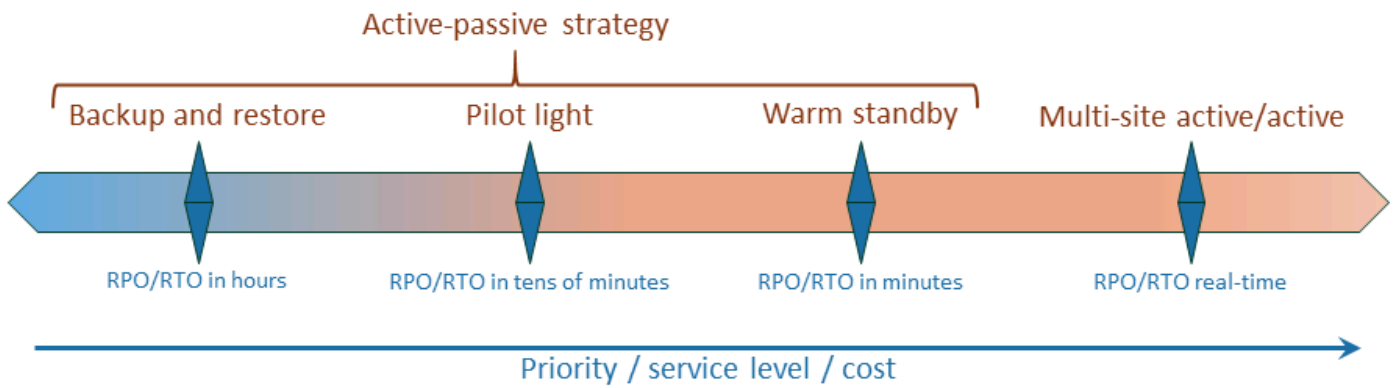 Active-passive strategy
Backup and restore
Pilot light
Warm standby
Multi-site active/active
RPO/RTO in hours
RPO/RTO in tens of minutes
RPO/RTO in minutes
RPO/RTO real-time
Priority / service level / cost